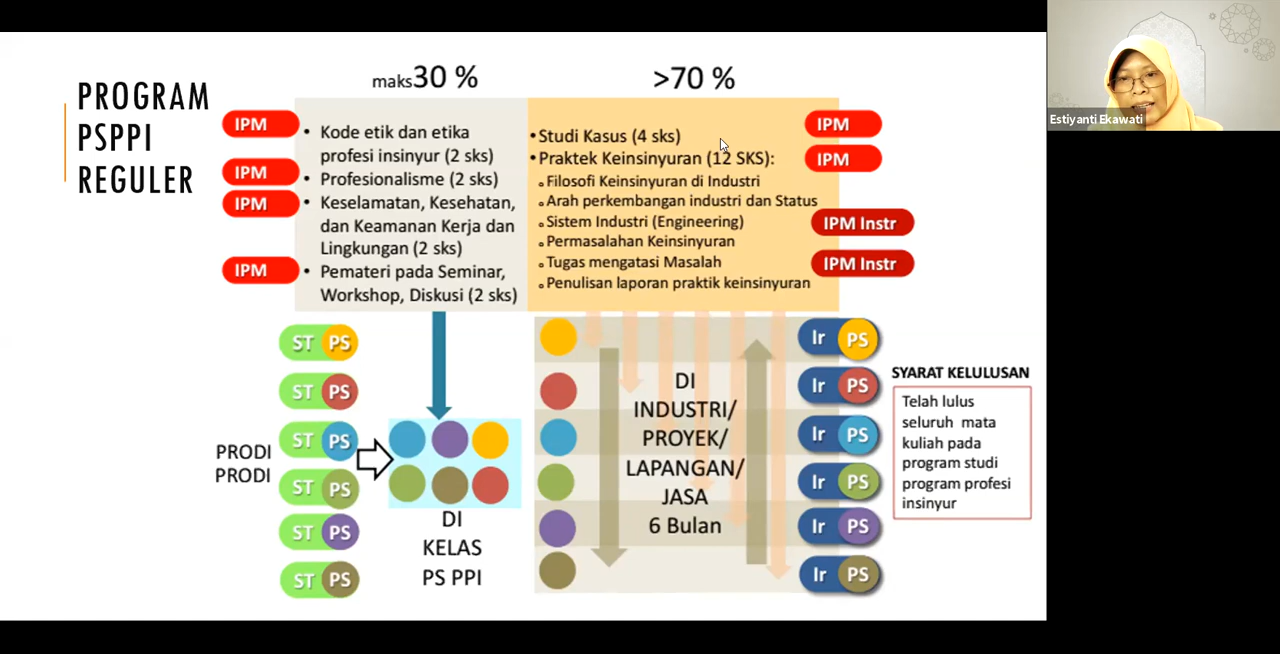 PROGRAM
PSPPI
REGULER
maks30 %
>70 %
IPM
IPM
IPM
IPM
• Kode etik dan etika
profesi insinyur (2 sks)
• Profesionalisme (2 sks)
• Keselamatan, Kesehatan,
dan Keamanan Kerja dan
Lingkungan (2 sks)
• Pemateri pada Seminar,
Workshop, Diskusi (2 sks)
•Studi Kasus (4 sks)
•Praktek Keinsinyuran (12 SKS):
Filosofi Keinsinyuran di Industri
Arah perkembangan industri dan Status
Sistem Industri (Engineering)
Permasalahan Keinsinyuran
Tugas mengatasi Masalah
Penulisan laporan praktik keinsinyuran
IPM
IPM
IPM Instr
IPM Instr
ST PS
ST PS
ST PS
ST PS
ST PS
ST PS
PRODI
PRODI
DI
KELAS
PS PPI
DI
INDUSTRI/
PROYEK/
LAPANGAN/
JASA
6 Bulan
Ir PS
Ir PS
Ir PS
Ir PS
Ir PS
Ir PS
SYARAT KELULUSAN
Telah lulus
seluruh mata
kuliah pada
program studi
program profesi
insinyur
Estiyanti Ekawati